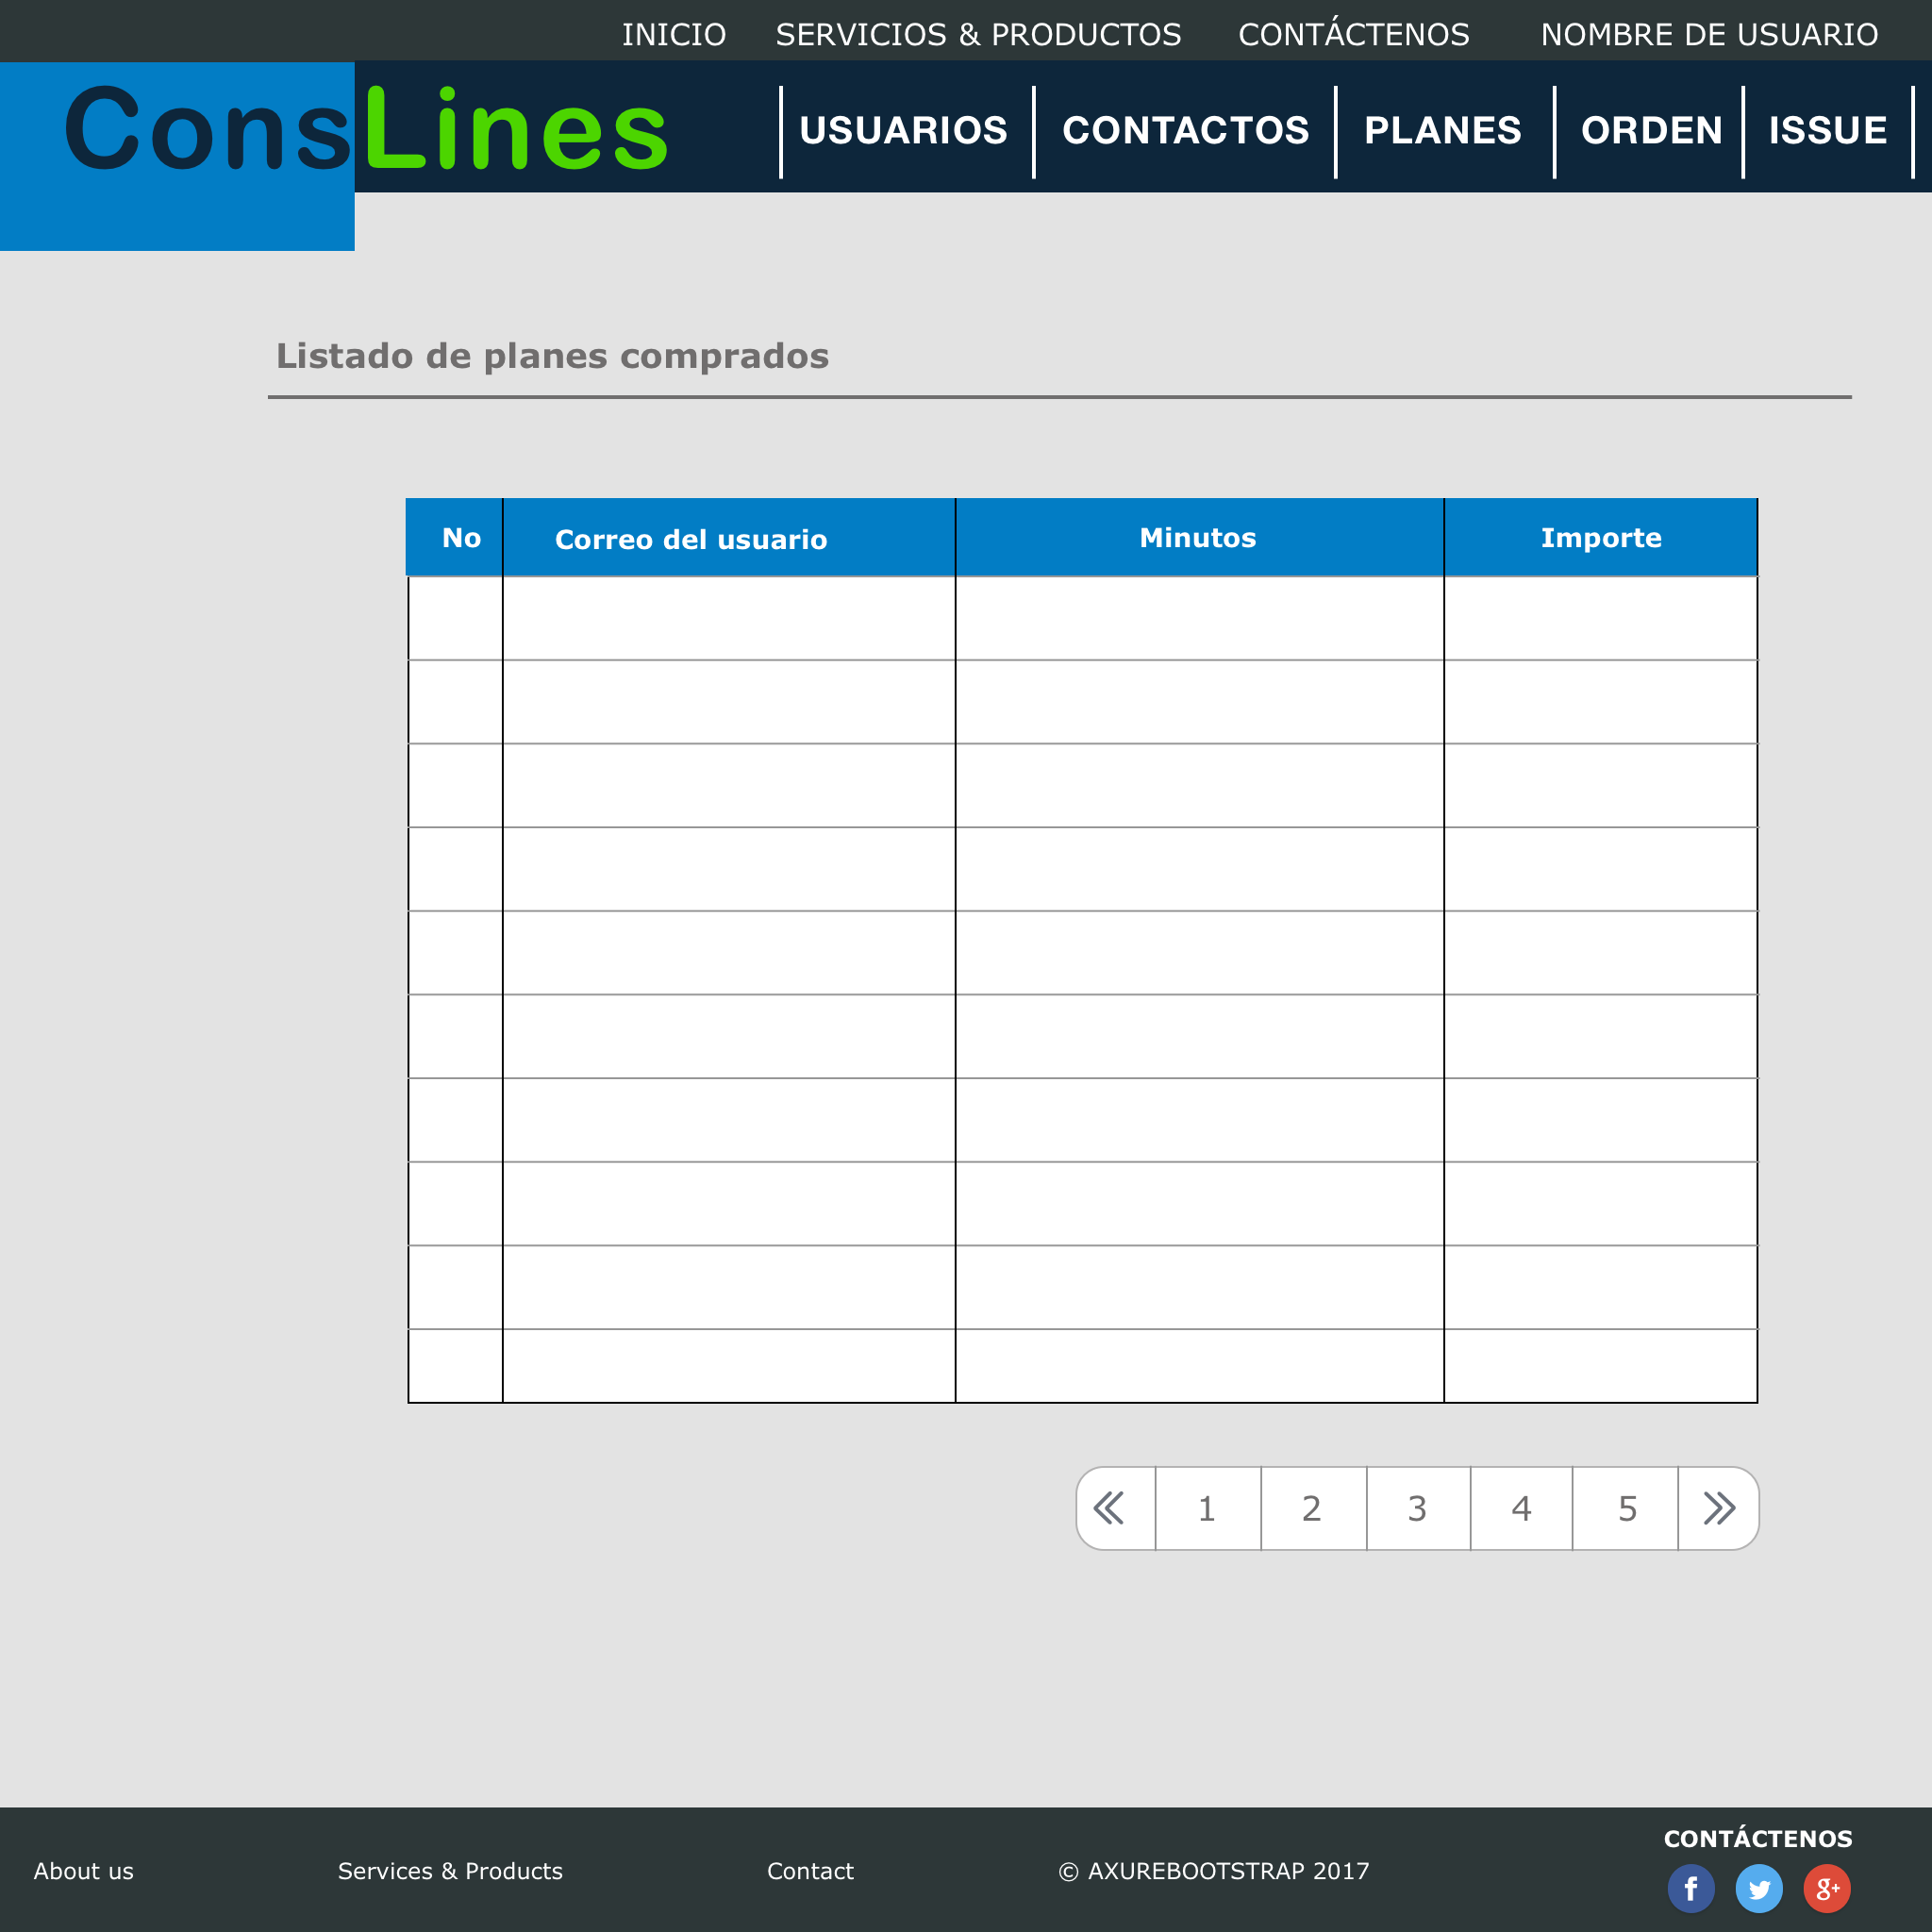 INICIO SERVICIOS & PRODUCTOS CONTÁCTENOS NOMBRE DE USUARIO
ConsLines
USUARIOS CONTACTOS PLANES ORDEN ISSUE
Listado de planes comprados
No Correo del usuario Minutos Importe
1 2 3 4 5
CONTÁCTENOS
About us Services & Products Contact © AXUREBOOTSTRAP 2017
f g+